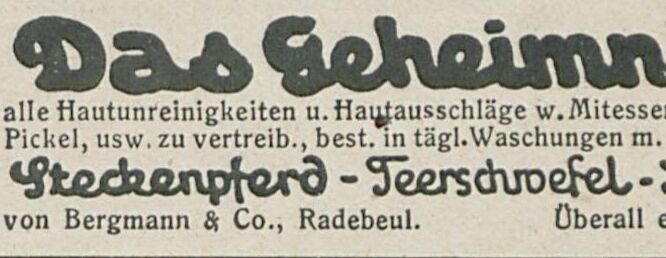 Das Geheimn
alle Hautunreinigkeiten u. Hautausschläge w. Mitesser
Pickel, usw. zu vertreib., best. in tägl. Waschungen m.
Steckenpferd - Teerschwefel -
von Bergmann & Co., Radebeul. Überall e